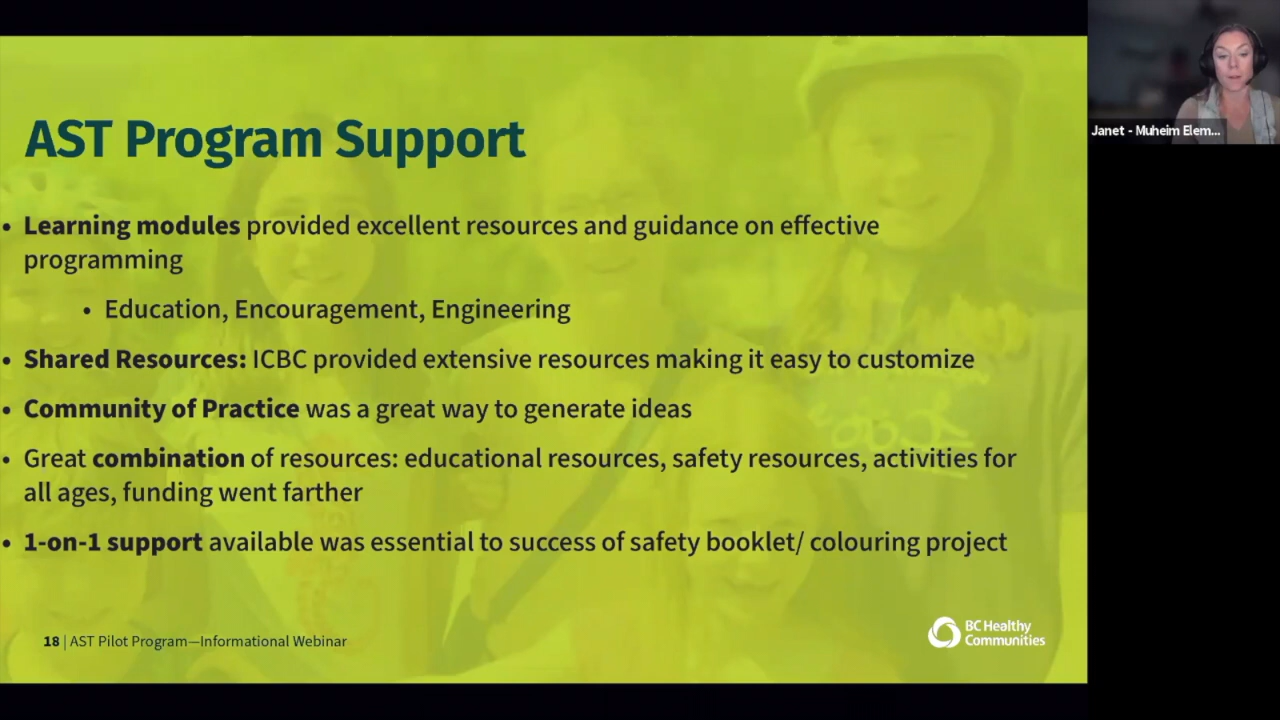 AST Program Support
• Learning modules provided excellent resources and guidance on effective
programming
• Education, Encouragement, Engineering
• Shared Resources: ICBC provided extensive resources making it easy to customize
• Community of Practice was a great way to generate ideas
• Great combination of resources: educational resources, safety resources, activities for
all ages, funding went farther
• 1-on-1 support available was essential to success of safety booklet/ colouring project
18 | AST Pilot Program—Informational Webinar
BC Healthy
Communities
Janet - Muheim Elem...